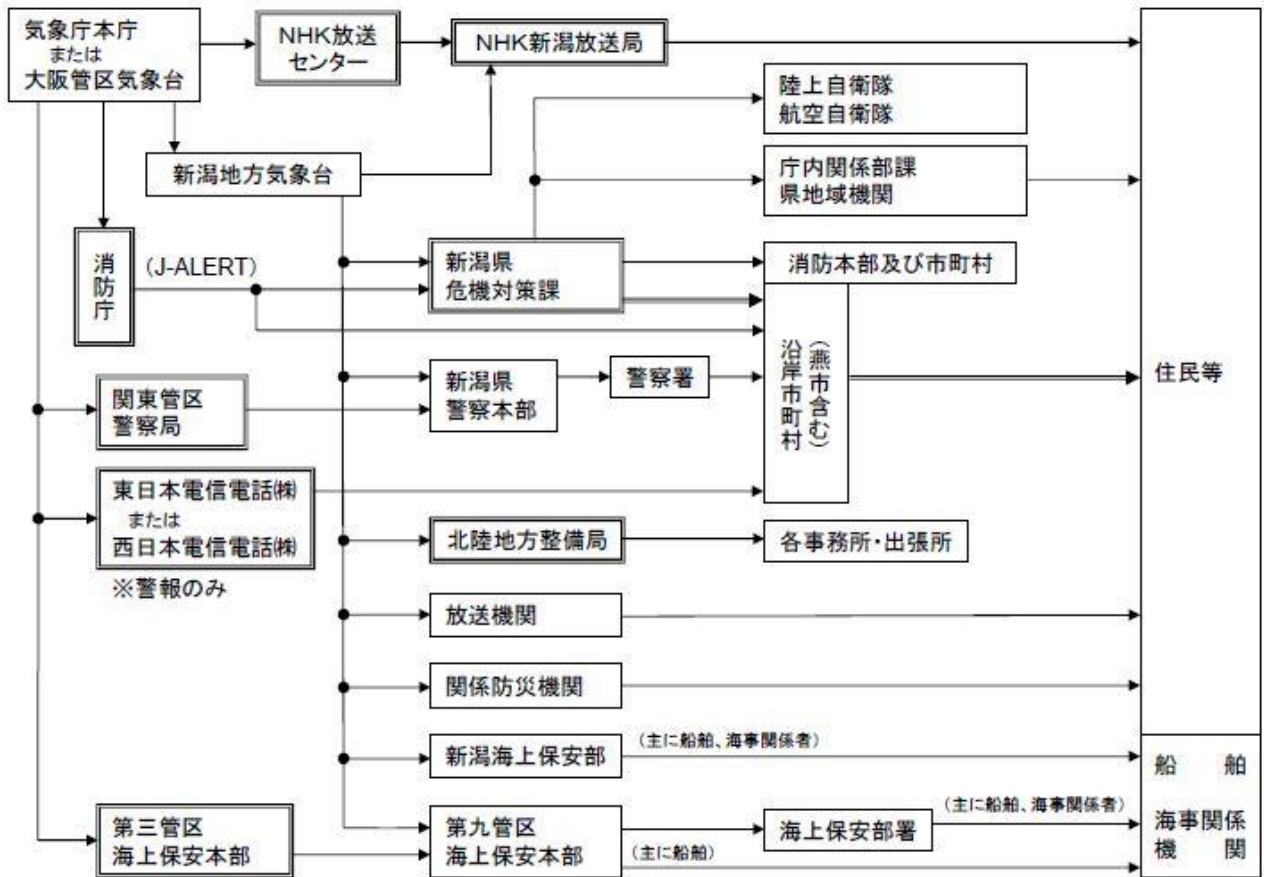 気象庁本庁
または
大阪管区気象台
NHK放送
センター
NHK新潟放送局
陸上自衛隊
航空自衛隊
新潟地方気象台
庁内関係部課
県地域機関
消防庁
(J-ALERT)
新潟県
危機対策課
消防本部及び市町村
沿岸市町村
(燕市含む)
住民等
新潟県
警察本部
警察署
関東管区
警察局
東日本電信電話㈱
または
西日本電信電話㈱
※警報のみ
北陸地方整備局
各事務所・出張所
放送機関
関係防災機関
新潟海上保安部
(主に船舶、海事関係者)
船　舶
海事関係
機　関
第三管区
海上保安本部
第九管区
海上保安本部
(主に船舶)
海上保安部署
(主に船舶、海事関係者)